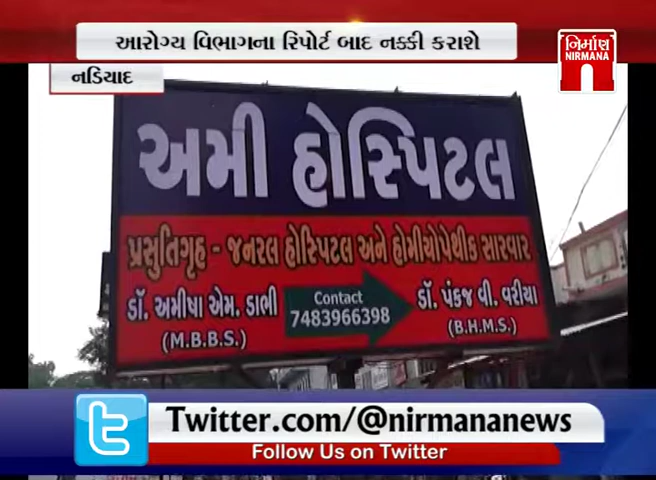 આરોગ્ય વિભાગના રિપોર્ટ બાદ નક્કી કરાશે
નિર્માણ
NIRMANA
નડિયાદ
અમી હોસ્પિટલ
પ્રસુતિગૃહ - જનરલ હોસ્પિટલ અને હોમીયોપેથીક સારવાર
ડૉ. અમીષા એમ. ડાભી
(M.B.B.S.)
Contact
7483966398
ડૉ. પંકજ વી. વરીયા
(B.H.M.S.)
Twitter.com/@nirmananews
Follow Us on Twitter